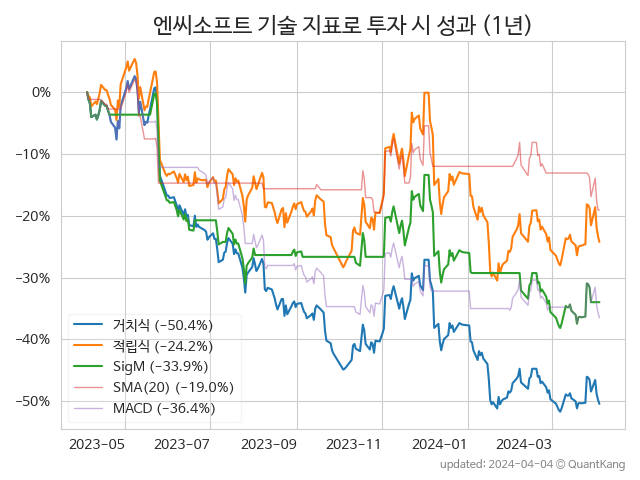 엔씨소프트 기술 지표로 투자 시 성과 (1년)
0%
−10%
−20%
−30%
−40%
−50%
거치식 (−50.4%)
적립식 (−24.2%)
SigM (−33.9%)
SMA(20) (−19.0%)
MACD (−36.4%)
2023-05 2023-07 2023-09 2023-11 2024-01 2024-03
updated: 2024-04-04 © QuantKang